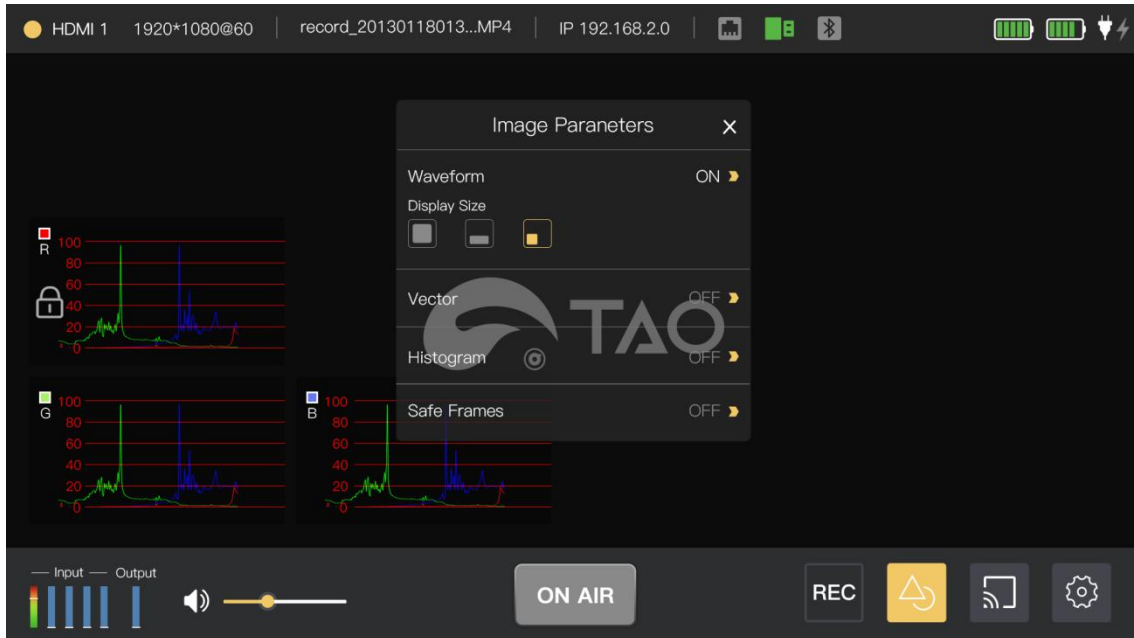 HDMI 1 1920*1080@60 record_20130118013...MP4 IP 192.168.2.0
Image Paraneters
Waveform ON
Display Size
Vector OFF
TAO
Histogram OFF
Safe Frames OFF
R
100
80
60
40
20
0
G
100
80
60
40
20
0
B
100
80
60
40
20
0
Input Output
ON AIR
REC